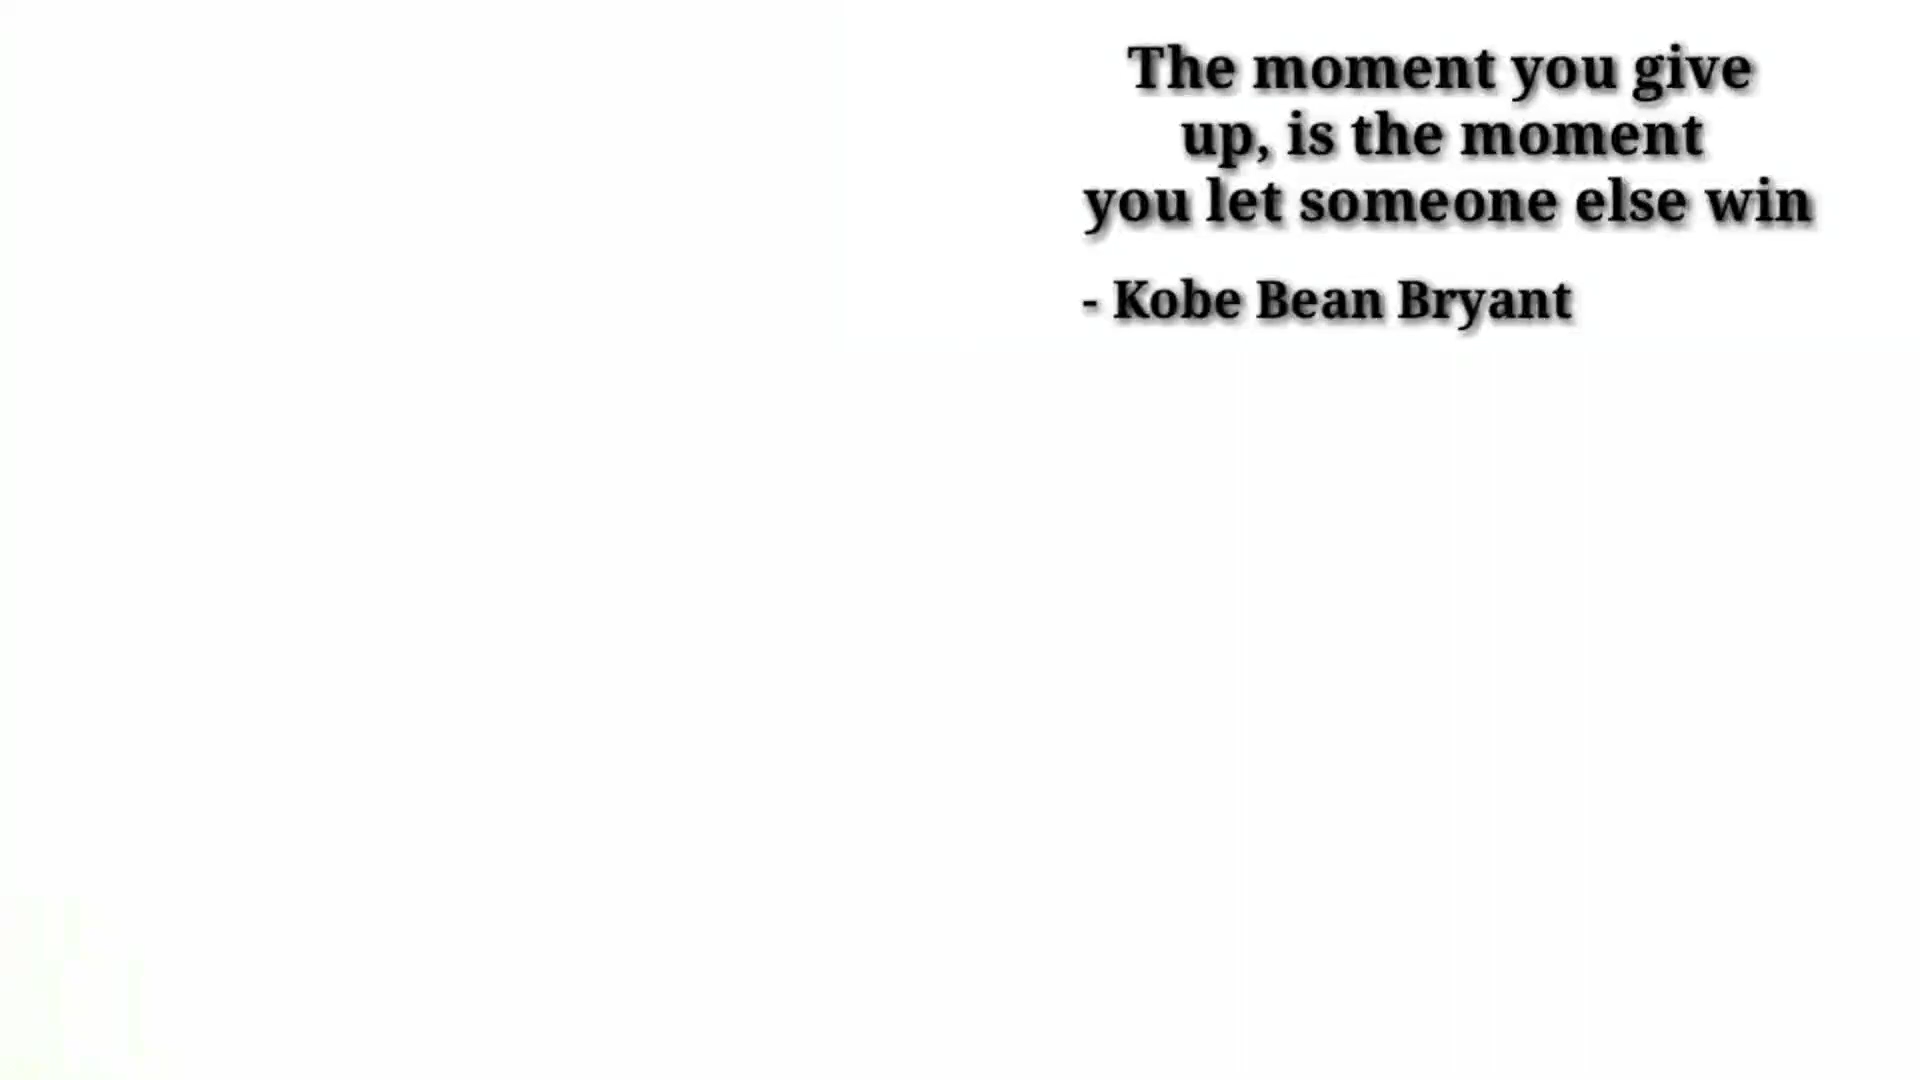 The moment you give
up, is the moment
you let someone else win
- Kobe Bean Bryant